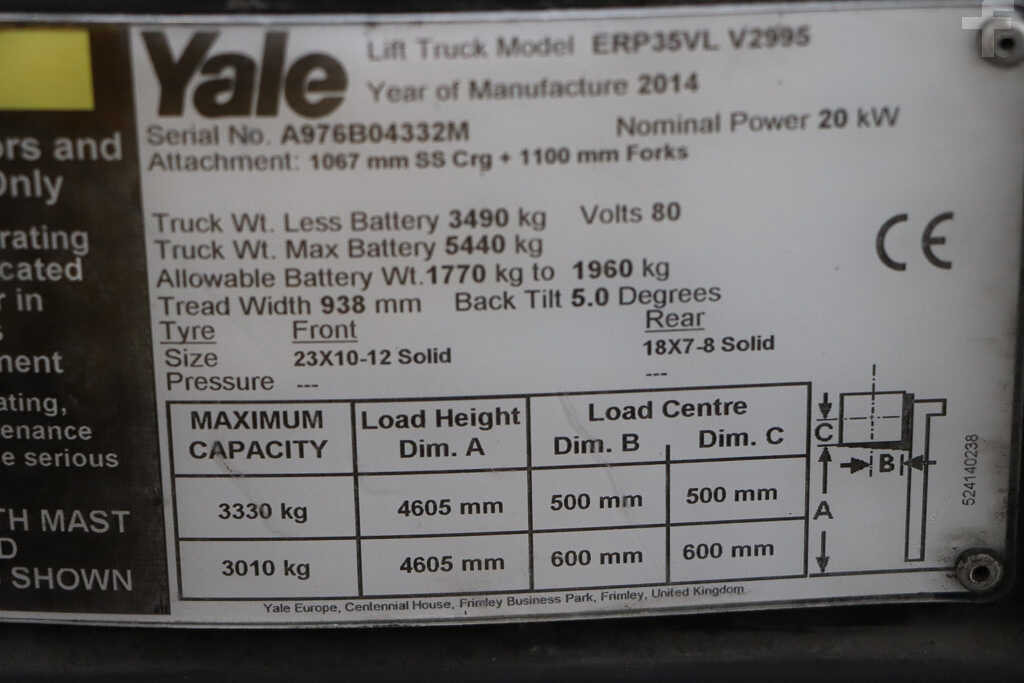 Yale
Lift Truck Model ERP35VL V2995
Year of Manufacture 2014
Serial No. A976B04332M Nominal Power 20 kW
Attachment: 1067 mm SS Crg + 1100 mm Forks
Truck Wt. Less Battery 3490 kg Volts 80
Truck Wt. Max Battery 5440 kg
Allowable Battery Wt. 1770 kg to 1960 kg
Tread Width 938 mm Back Tilt 5.0 Degrees
Tyre Front Rear
Size 23X10-12 Solid 18X7-8 Solid
Pressure --- ---
MAXIMUM CAPACITY Load Height Dim. A Load Centre Dim. B Dim. C
3330 kg 4605 mm 500 mm 500 mm
3010 kg 4605 mm 600 mm 600 mm
C
B
A
524140238
CE
Yale Europe, Centennial House, Frimley Business Park, Frimley, United Kingdom
ors and
Only
rating
cated
r in
s
ment
ating,
enance
e serious
TH MAST
D
SHOWN